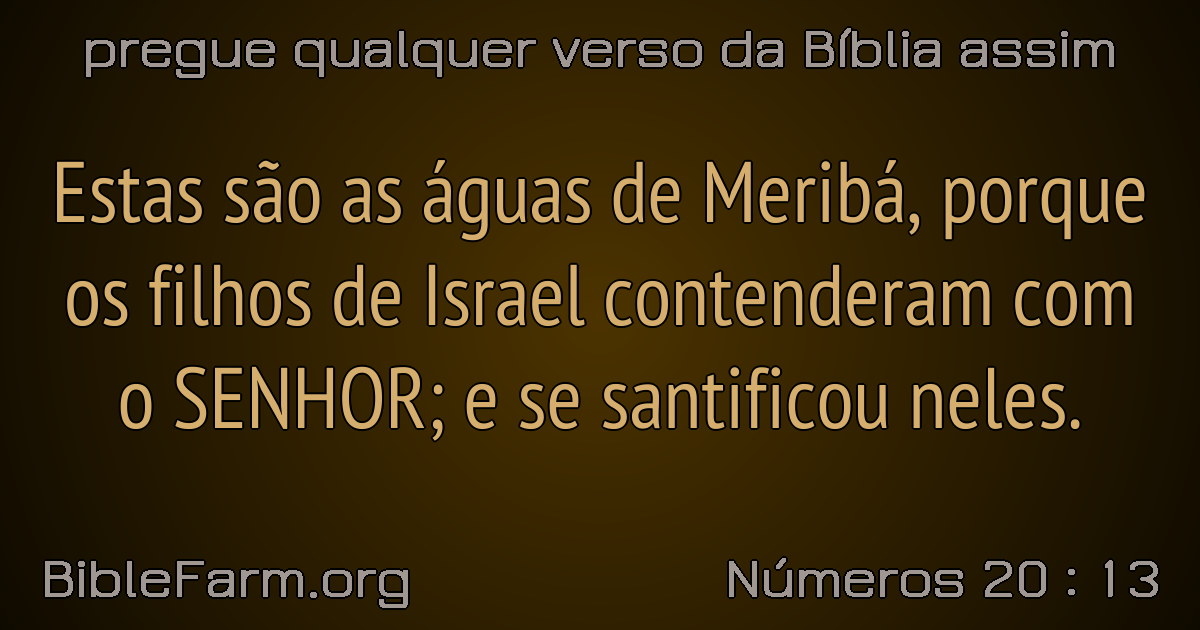 pregue qualquer verso da Bíblia assim
Estas são as águas de Meribá, porque
os filhos de Israel contenderam com
o SENHOR; e se santificou neles.
BibleFarm.org
Números 20 : 13